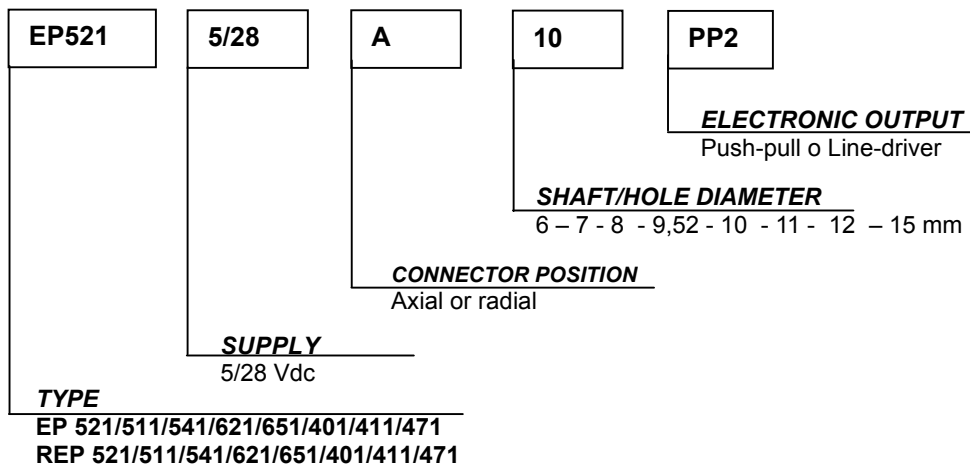 EP521 5/28 A 10 PP2
ELECTRONIC OUTPUT
Push-pull o Line-driver
SHAFT/HOLE DIAMETER
6 – 7 - 8 - 9,52 - 10 - 11 - 12 – 15 mm
CONNECTOR POSITION
Axial or radial
SUPPLY
5/28 Vdc
TYPE
EP 521/511/541/621/651/401/411/471
REP 521/511/541/621/651/401/411/471